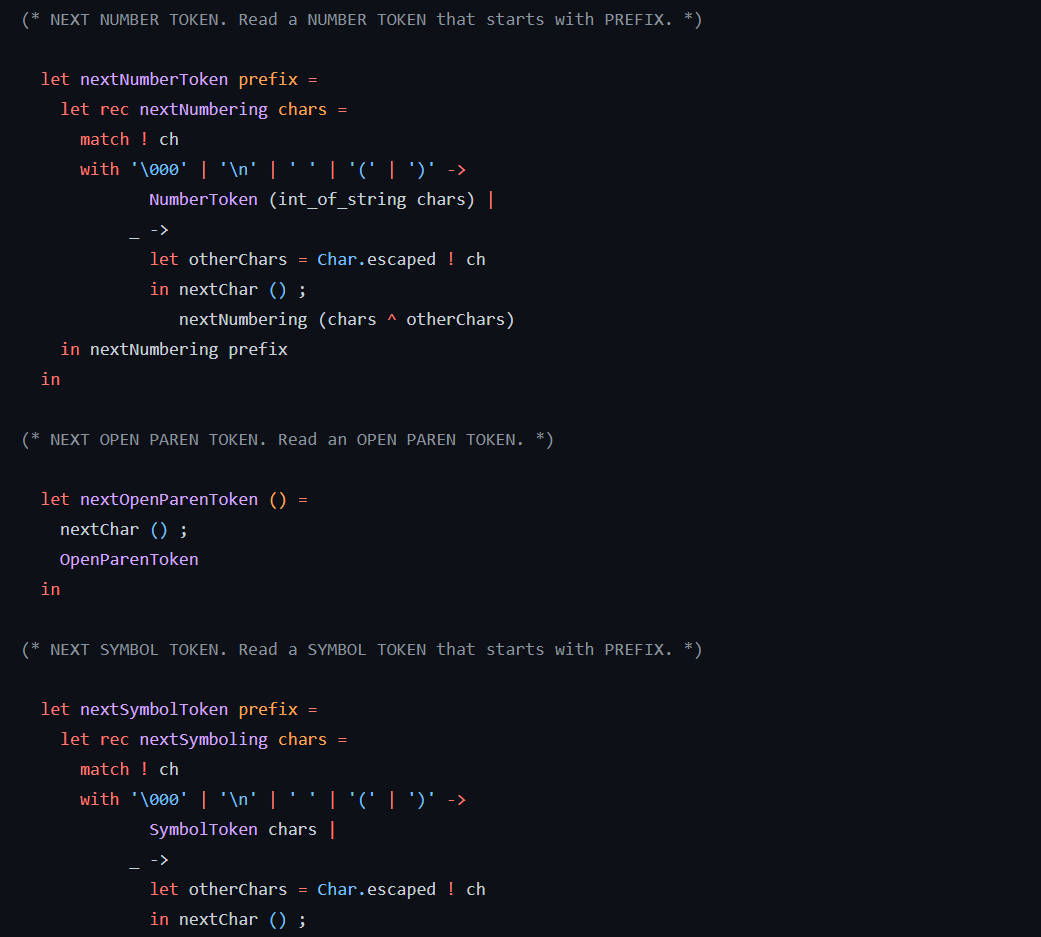 (* NEXT NUMBER TOKEN. Read a NUMBER TOKEN that starts with PREFIX. *)
let nextNumberToken prefix =
let rec nextNumbering chars =
match ! ch
with '\000' | '\n' | ' ' | '(' | ')' ->
NumberToken (int_of_string chars) |
_ ->
let otherChars = Char.escaped ! ch
in nextChar () ;
nextNumbering (chars ^ otherChars)
in nextNumbering prefix
in
(* NEXT OPEN PAREN TOKEN. Read an OPEN PAREN TOKEN. *)
let nextOpenParenToken () =
nextChar () ;
OpenParenToken
in
(* NEXT SYMBOL TOKEN. Read a SYMBOL TOKEN that starts with PREFIX. *)
let nextSymbolToken prefix =
let rec nextSymboling chars =
match ! ch
with '\000' | '\n' | ' ' | '(' | ')' ->
SymbolToken chars |
_ ->
let otherChars = Char.escaped ! ch
in nextChar () ;